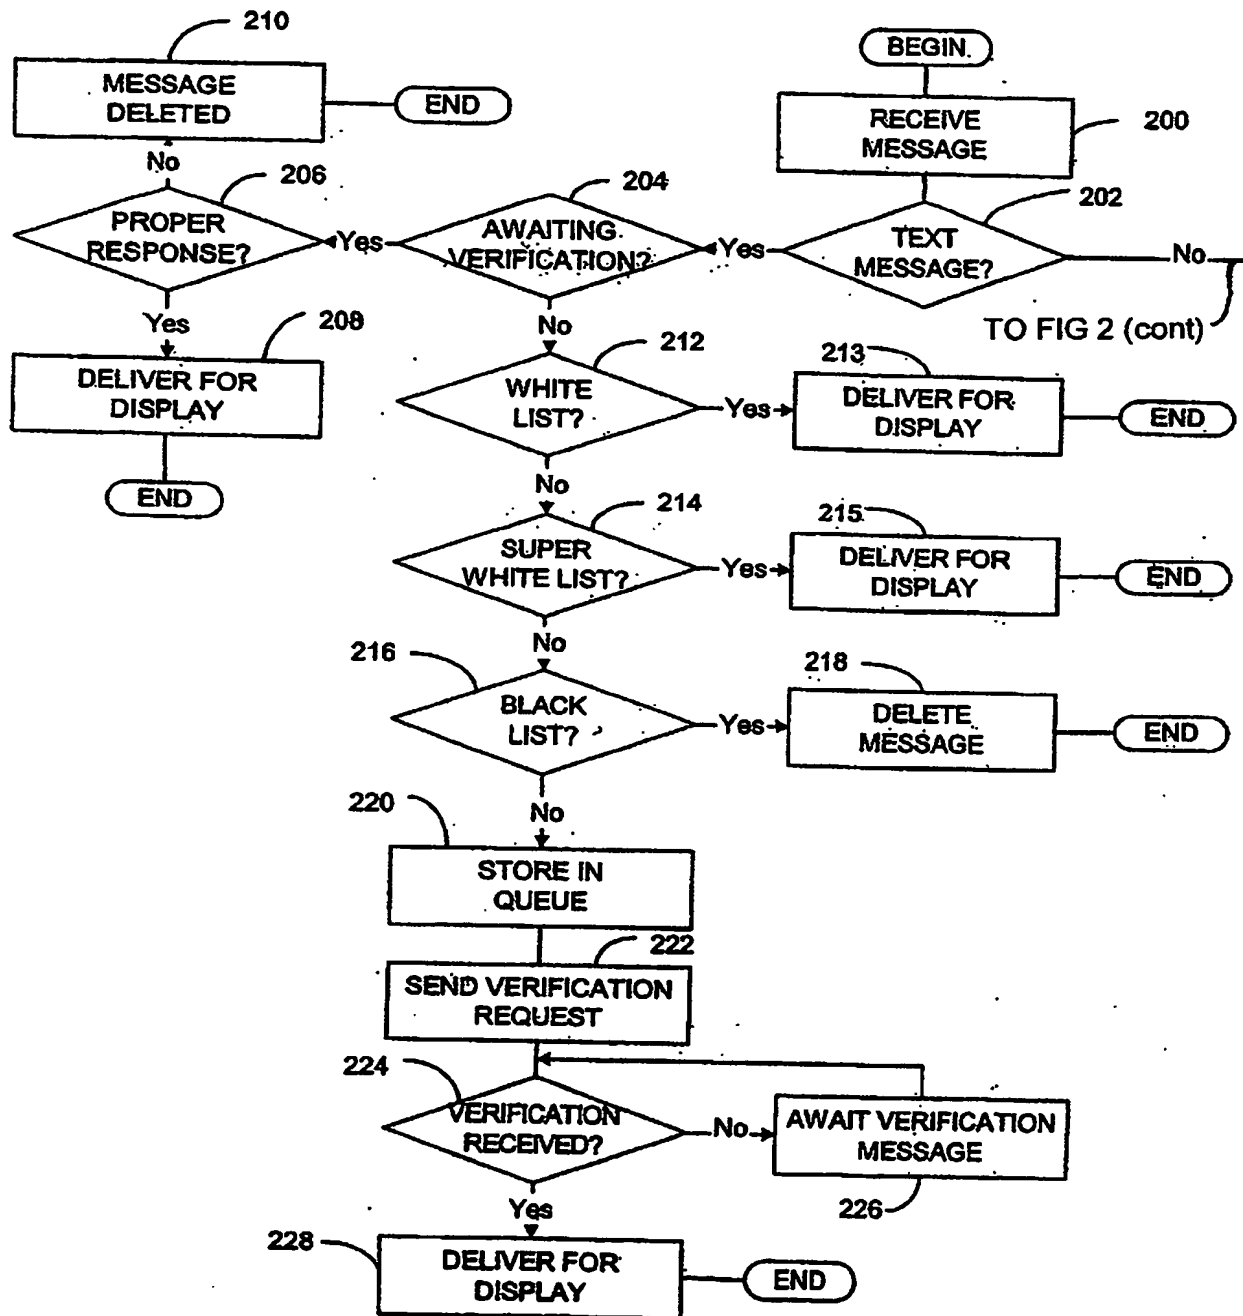 210
BEGIN
MESSAGE
DELETED
END
RECEIVE
MESSAGE
200
No
206
204
202
PROPER
RESPONSE?
Yes
AWAITING
VERIFICATION?
Yes
TEXT
MESSAGE?
No
TO FIG 2 (cont)
Yes
208
No
212
213
DELIVER FOR
DISPLAY
WHITE
LIST?
Yes
DELIVER FOR
DISPLAY
END
END
No
214
215
SUPER
WHITE LIST?
Yes
DELIVER FOR
DISPLAY
END
No
216
218
BLACK
LIST?
Yes
DELETE
MESSAGE
END
No
220
STORE IN
QUEUE
222
SEND VERIFICATION
REQUEST
224
VERIFICATION
RECEIVED?
No
AWAIT VERIFICATION
MESSAGE
226
Yes
228
DELIVER FOR
DISPLAY
END